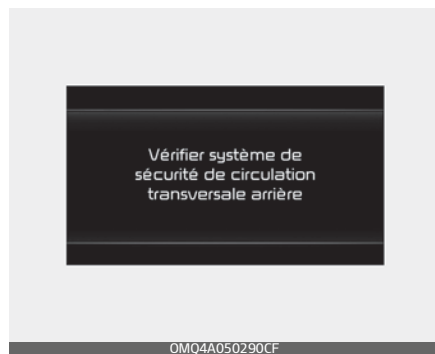 Vérifier système de
sécurité de circulation
transversale arrière
OMQ4A050290CF